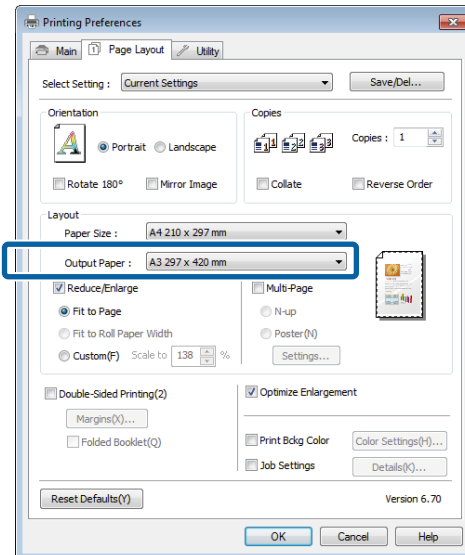 Printing Preferences
Main
Page Layout
Utility
Select Setting : Current Settings Save/Del...
Orientation
Portrait Landscape
Rotate 180° Mirror Image
Copies
Copies : 1
Collate Reverse Order
Layout
Paper Size : A4 210 x 297 mm
Output Paper : A3 297 x 420 mm
Reduce/Enlarge
Fit to Page
Fit to Roll Paper Width
Custom(F) Scale to 138 %
Multi-Page
N-up
Poster(N)
Settings...
Double-Sided Printing(2)
Margins(X)...
Folded Booklet(Q)
Optimize Enlargement
Print Bckg Color Color Settings(H)...
Job Settings Details(K)...
Reset Defaults(Y) Version 6.70
OK Cancel Help